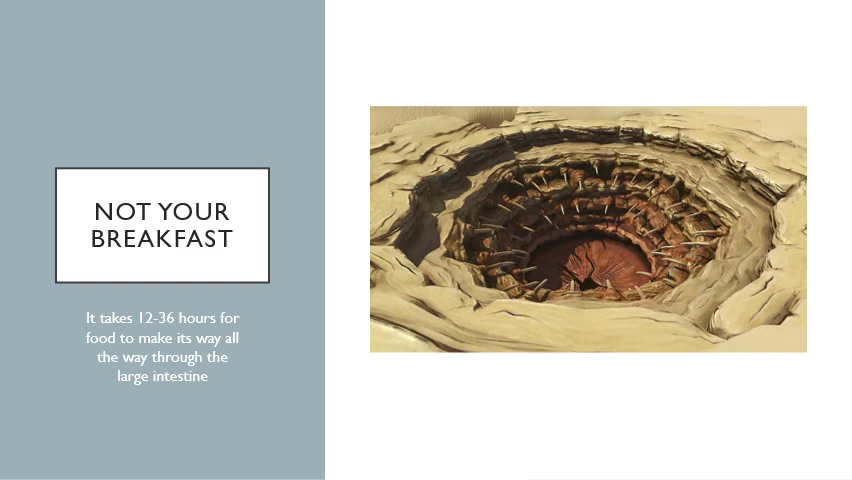 NOT YOUR
BREAKFAST
It takes 12-36 hours for
food to make its way all
the way through the
large intestine